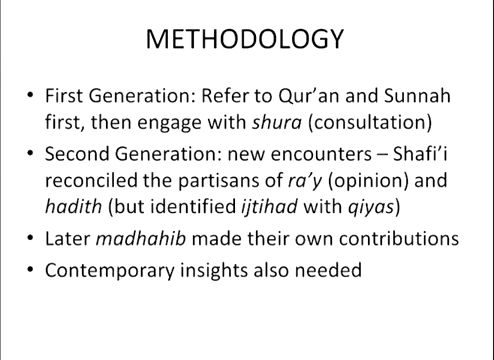 METHODOLOGY
• First Generation: Refer to Qur’an and Sunnah
first, then engage with shura (consultation)
• Second Generation: new encounters – Shafi’i
reconciled the partisans of ra’y (opinion) and
hadith (but identified ijtihad with qiyas)
• Later madhahib made their own contributions
• Contemporary insights also needed